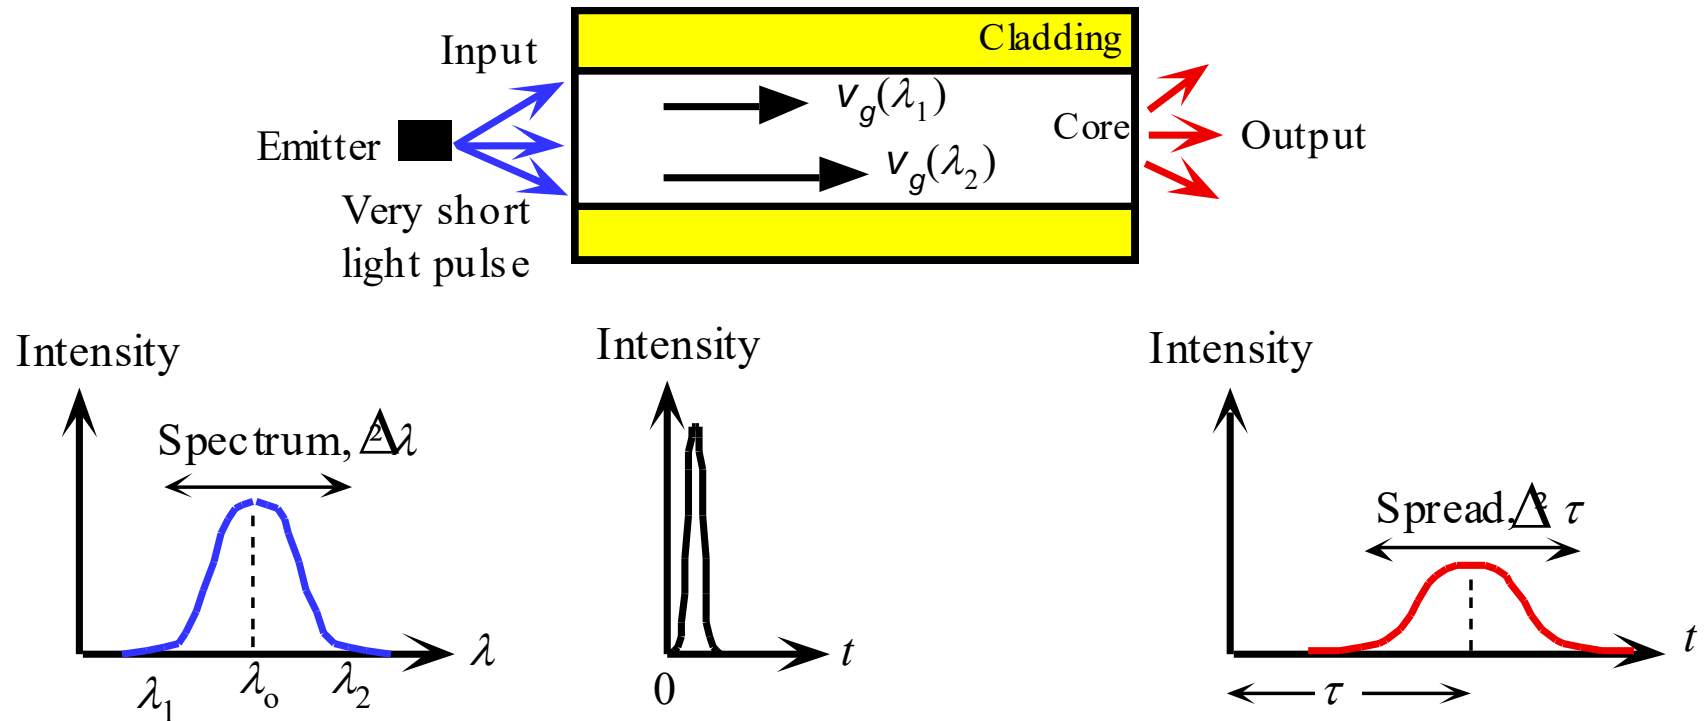 Input
Cladding
v_g(λ_1)
Core
Emitter
Output
v_g(λ_2)
Very short
light pulse
Intensity
Spectrum, Δλ
λ
λ_1
λ_o
λ_2
Intensity
t
0
Intensity
Spread, Δτ
t
τ